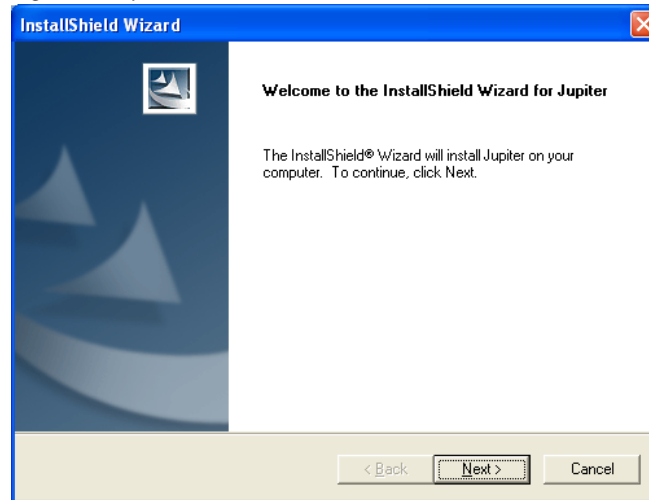 InstallShield Wizard
Welcome to the InstallShield Wizard for Jupiter
The InstallShield® Wizard will install Jupiter on your
computer. To continue, click Next.
< Back
Next >
Cancel